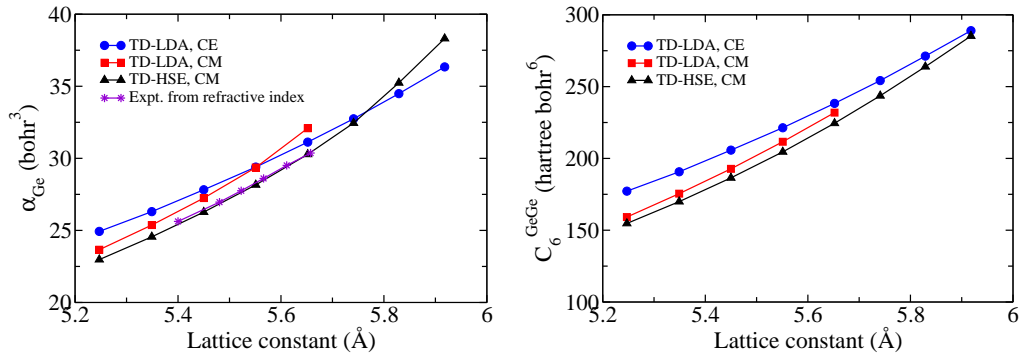 40
35
30
25
20
α_Ge (bohr^3)
TD-LDA, CE
TD-LDA, CM
TD-HSE, CM
Expt. from refractive index
5.2 5.4 5.6 5.8 6
Lattice constant (Å)
300
250
200
150
100
C_6^GeGe (hartree bohr^6)
TD-LDA, CE
TD-LDA, CM
TD-HSE, CM
5.2 5.4 5.6 5.8 6
Lattice constant (Å)